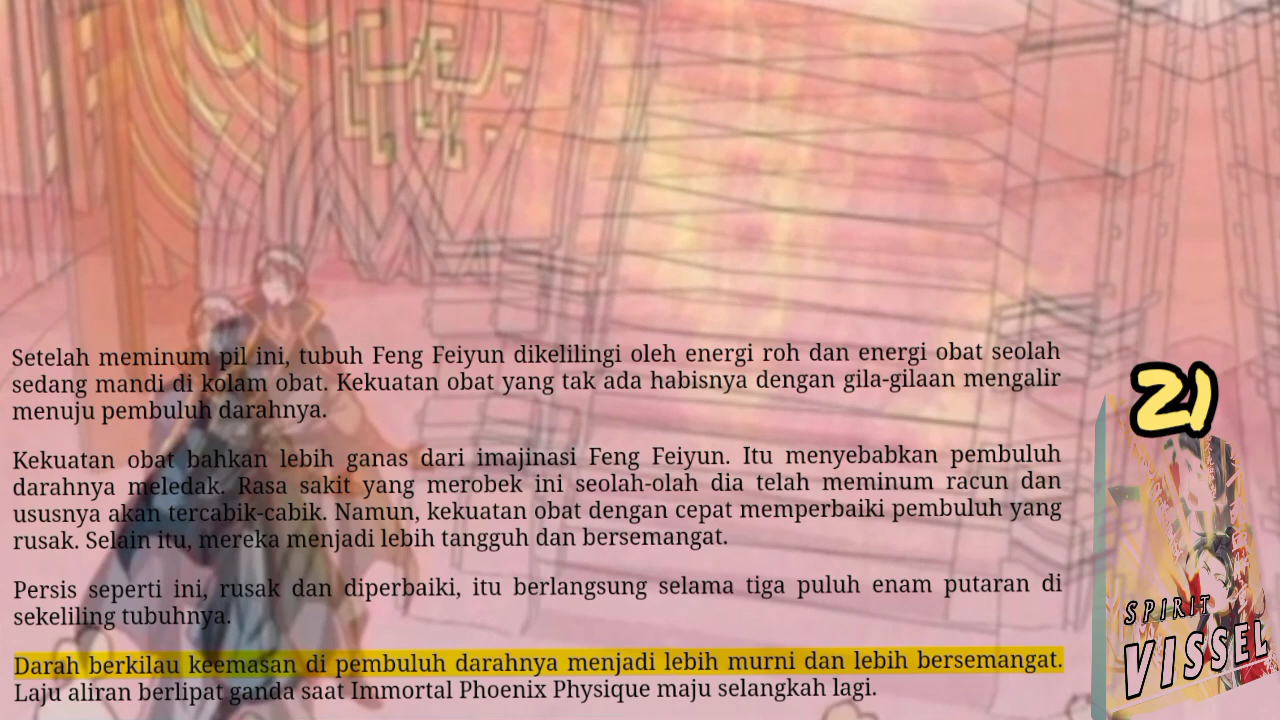 Setelah meminum pil ini, tubuh Feng Feiyun dikelilingi oleh energi roh dan energi obat seolah
sedang mandi di kolam obat. Kekuatan obat yang tak ada habisnya dengan gila-gilaan mengalir
menuju pembuluh darahnya.
Kekuatan obat bahkan lebih ganas dari imajinasi Feng Feiyun. Itu menyebabkan pembuluh
darahnya meledak. Rasa sakit yang merobek ini seolah-olah dia telah meminum racun dan
ususnya akan tercabik-cabik. Namun, kekuatan obat dengan cepat memperbaiki pembuluh yang
rusak. Selain itu, mereka menjadi lebih tangguh dan bersemangat.
Persis seperti ini, rusak dan diperbaiki, itu berlangsung selama tiga puluh enam putaran di
sekeliling tubuhnya.
Darah berkilau keemasan di pembuluh darahnya menjadi lebih murni dan lebih bersemangat.
Laju aliran berlipat ganda saat Immortal Phoenix Physique maju selangkah lagi.
21
SPIRIT
VISSEL